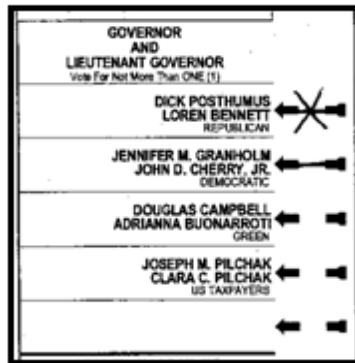 GOVERNOR
AND
LIEUTENANT GOVERNOR
Vote For Not More Than ONE (1)
DICK POSTHUMUS
LOREN BENNETT
REPUBLICAN
JENNIFER M. GRANHOLM
JOHN D. CHERRY, JR.
DEMOCRATIC
DOUGLAS CAMPBELL
ADRIANNA BUONARROTI
GREEN
JOSEPH M. PILCHAK
CLARA C. PILCHAK
US TAXPAYERS